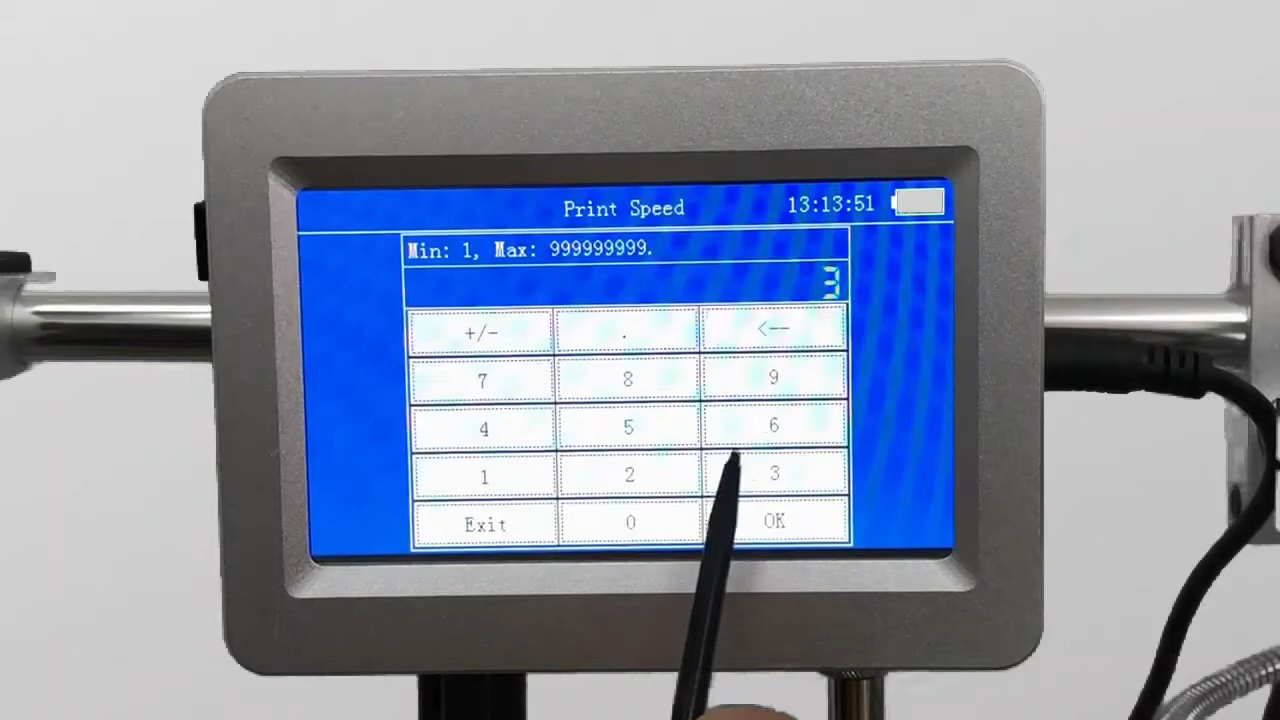 Print Speed 13:13:51
Min: 1, Max: 999999999.
3
+/- . <--
7 8 9
4 5 6
1 2 3
Exit 0 OK